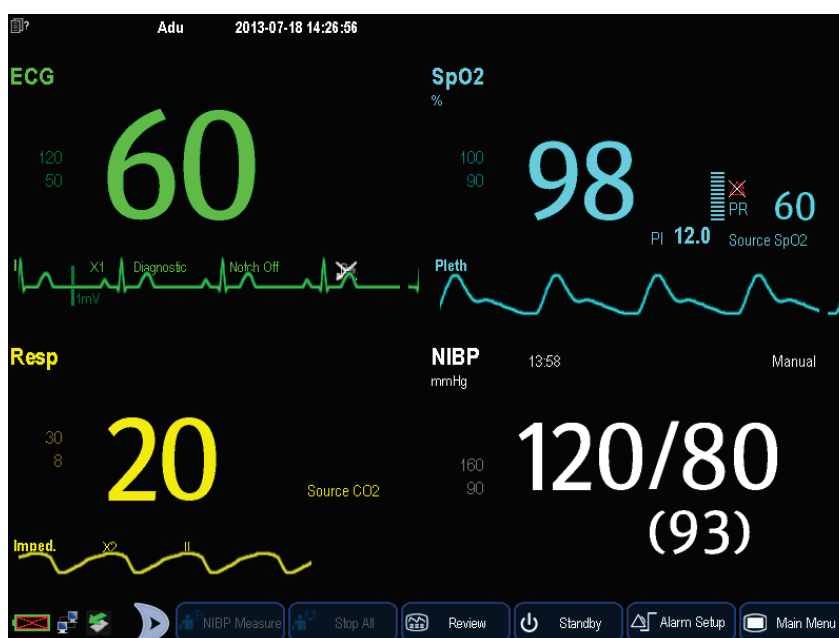 ? Adu 2013-07-18 14:26:56
ECG
120
50
60
X1 Diagnostic Notch Off
1mV
SpO2
%
100
90
98
PR 60
PI 12.0 Source SpO2
Pleth
Resp
30
8
20
Source CO2
Imped. X2 II
NIBP 13:58 Manual
mmHg
160
90
120/80
(93)
NIBP Measure Stop All Review Standby Alarm Setup Main Menu